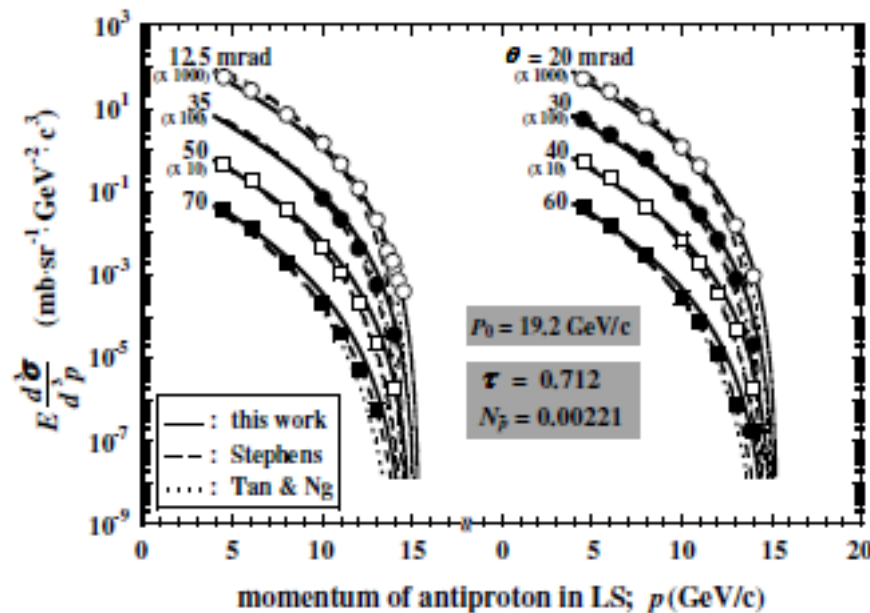 10³
10¹
10⁻¹
10⁻³
10⁻⁵
10⁻⁷
10⁻⁹
E d³σ/d³p (mb·sr⁻¹·GeV⁻²·c³)
12.5 mrad
(x 1000)
35
(x 100)
50
(x 10)
70
θ = 20 mrad
(x 1000)
30
(x 100)
40
(x 10)
60
P₀ = 19.2 GeV/c
τ = 0.712
N_p̄ = 0.00221
: this work
: Stephens
: Tan & Ng
0 5 10 15 0 5 10 15 20
momentum of antiproton in LS; p (GeV/c)